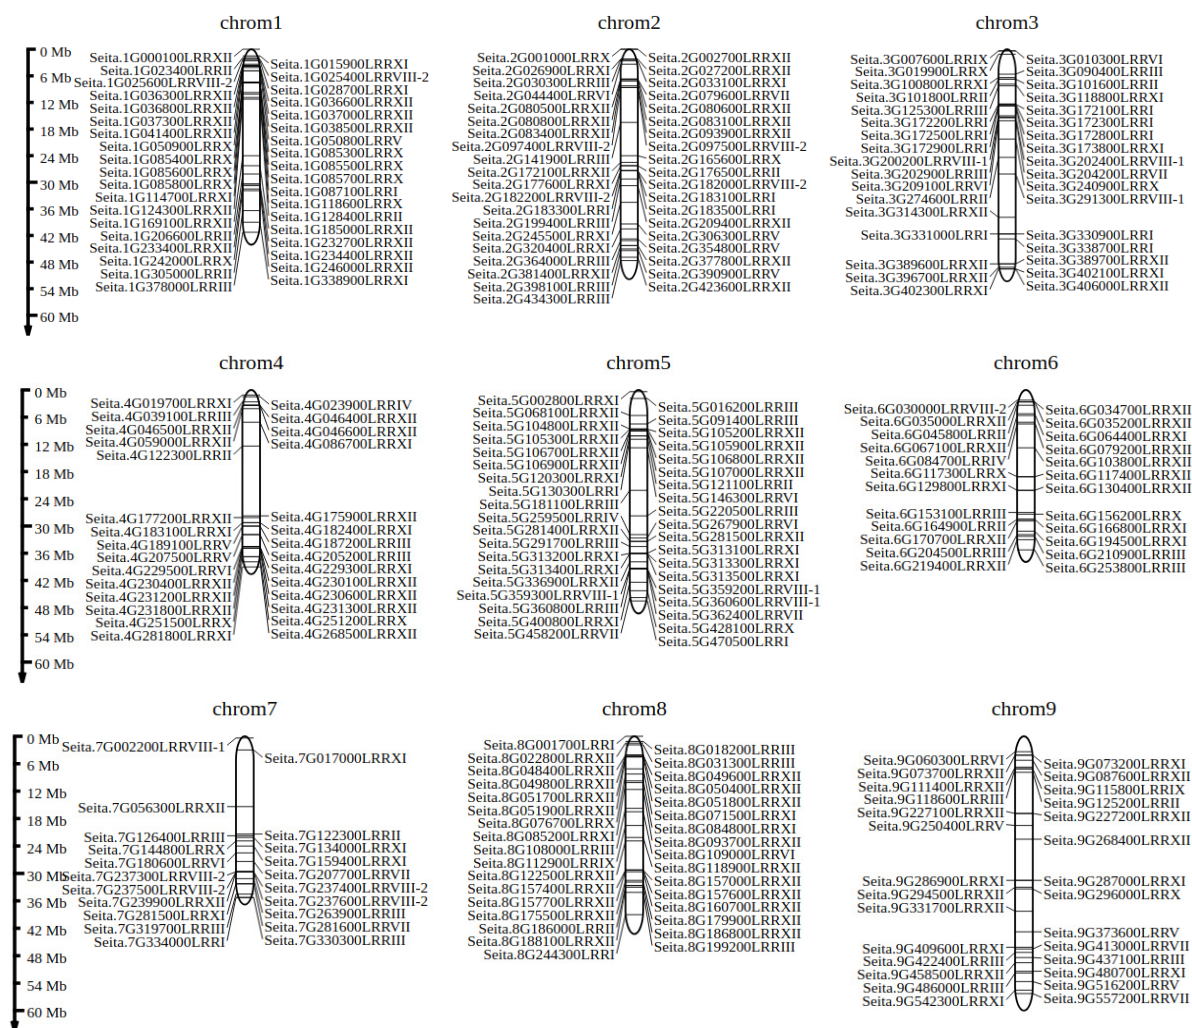 chrom1
chrom2
chrom3
0 Mb
6 Mb
12 Mb
18 Mb
24 Mb
30 Mb
36 Mb
42 Mb
48 Mb
54 Mb
60 Mb
Seita.1G000100LRRXII
Seita.1G023400LRRII
Seita.1G025600LRRVIII-2
Seita.1G036300LRRXII
Seita.1G036800LRRXII
Seita.1G037300LRRXII
Seita.1G041400LRRXII
Seita.1G050900LRRX
Seita.1G085400LRRX
Seita.1G085600LRRX
Seita.1G085800LRRX
Seita.1G114700LRRXI
Seita.1G124300LRRXII
Seita.1G169100LRRXII
Seita.1G206600LRRII
Seita.1G233400LRRXII
Seita.1G242000LRRX
Seita.1G305000LRRII
Seita.1G378000LRRIII
Seita.1G015900LRRXI
Seita.1G025400LRRVIII-2
Seita.1G028700LRRXI
Seita.1G036600LRRXII
Seita.1G037000LRRXII
Seita.1G038500LRRXII
Seita.1G050800LRRV
Seita.1G085300LRRX
Seita.1G085500LRRX
Seita.1G085700LRRX
Seita.1G087100LRRI
Seita.1G118600LRRX
Seita.1G128400LRRII
Seita.1G185000LRRXII
Seita.1G232700LRRXII
Seita.1G234400LRRXII
Seita.1G246000LRRXII
Seita.1G338900LRRXI
Seita.2G001000LRRX
Seita.2G026900LRRXI
Seita.2G030300LRRIII
Seita.2G044400LRRVI
Seita.2G080500LRRXII
Seita.2G080800LRRXII
Seita.2G083400LRRXII
Seita.2G097400LRRVIII-2
Seita.2G141900LRRIII
Seita.2G172100LRRXII
Seita.2G177600LRRXI
Seita.2G182200LRRVIII-2
Seita.2G183300LRRI
Seita.2G199400LRRIII
Seita.2G245500LRRXI
Seita.2G320400LRRXI
Seita.2G364000LRRIII
Seita.2G381400LRRXII
Seita.2G398100LRRIII
Seita.2G434300LRRIII
Seita.2G002700LRRXII
Seita.2G027200LRRXII
Seita.2G033100LRRXI
Seita.2G079600LRRVII
Seita.2G080600LRRXII
Seita.2G083100LRRXII
Seita.2G093900LRRXII
Seita.2G097500LRRVIII-2
Seita.2G165600LRRX
Seita.2G176500LRRII
Seita.2G182000LRRVIII-2
Seita.2G183100LRRI
Seita.2G183500LRRI
Seita.2G209400LRRXII
Seita.2G306300LRRV
Seita.2G354800LRRV
Seita.2G377800LRRXII
Seita.2G390900LRRV
Seita.2G423600LRRXII
Seita.3G007600LRRIX
Seita.3G019900LRRX
Seita.3G100800LRRXI
Seita.3G101800LRRII
Seita.3G125300LRRIII
Seita.3G172200LRRI
Seita.3G172500LRRI
Seita.3G172900LRRXI
Seita.3G200200LRRVIII-1
Seita.3G202900LRRIII
Seita.3G209100LRRVI
Seita.3G274600LRRII
Seita.3G314300LRRXII
Seita.3G331000LRRI
Seita.3G389600LRRXII
Seita.3G396700LRRXII
Seita.3G402300LRRXI
Seita.3G010300LRRVI
Seita.3G090400LRRIII
Seita.3G101600LRRII
Seita.3G118800LRRXI
Seita.3G172100LRRI
Seita.3G172300LRRI
Seita.3G172800LRRI
Seita.3G173800LRRXI
Seita.3G202400LRRVIII-1
Seita.3G204200LRRVII
Seita.3G240900LRRX
Seita.3G291300LRRVIII-1
Seita.3G330900LRRI
Seita.3G338700LRRI
Seita.3G389700LRRXII
Seita.3G402100LRRXI
Seita.3G406000LRRXII
chrom4
chrom5
chrom6
0 Mb
6 Mb
12 Mb
18 Mb
24 Mb
30 Mb
36 Mb
42 Mb
48 Mb
54 Mb
60 Mb
Seita.4G019700LRRXI
Seita.4G039100LRRIII
Seita.4G046500LRRXII
Seita.4G059000LRRXII
Seita.4G122300LRRII
Seita.4G177200LRRXII
Seita.4G183100LRRXI
Seita.4G189100LRRV
Seita.4G207500LRRV
Seita.4G229500LRRVI
Seita.4G230400LRRXII
Seita.4G231200LRRXII
Seita.4G231800LRRXII
Seita.4G251500LRRX
Seita.4G281800LRRXI
Seita.4G023900LRRIV
Seita.4G046400LRRXII
Seita.4G046600LRRXII
Seita.4G086700LRRXI
Seita.4G175900LRRXII
Seita.4G182400LRRXI
Seita.4G187200LRRIII
Seita.4G205200LRRIII
Seita.4G229300LRRXI
Seita.4G230100LRRXII
Seita.4G230600LRRXII
Seita.4G231300LRRXII
Seita.4G251200LRRX
Seita.4G268500LRRXII
Seita.5G002800LRRXI
Seita.5G068100LRRXII
Seita.5G104800LRRXII
Seita.5G105300LRRXII
Seita.5G106700LRRXII
Seita.5G106900LRRXII
Seita.5G120300LRRXI
Seita.5G130300LRRI
Seita.5G181100LRRIII
Seita.5G259500LRRIV
Seita.5G281400LRRXII
Seita.5G291700LRRIII
Seita.5G313200LRRXI
Seita.5G313400LRRXI
Seita.5G336900LRRXII
Seita.5G359300LRRVIII-1
Seita.5G360800LRRIII
Seita.5G400800LRRXI
Seita.5G458200LRRVII
Seita.5G016200LRRIII
Seita.5G091400LRRIII
Seita.5G105200LRRXII
Seita.5G105900LRRXII
Seita.5G106800LRRXII
Seita.5G107000LRRXII
Seita.5G121100LRRII
Seita.5G146300LRRVI
Seita.5G220500LRRIII
Seita.5G267900LRRVI
Seita.5G281500LRRXII
Seita.5G313100LRRXI
Seita.5G313300LRRXI
Seita.5G313500LRRXI
Seita.5G359200LRRVIII-1
Seita.5G360600LRRVIII-1
Seita.5G362400LRRVII
Seita.5G428100LRRX
Seita.5G470500LRRI
Seita.6G030000LRRVIII-2
Seita.6G035000LRRXII
Seita.6G045800LRRII
Seita.6G067100LRRXII
Seita.6G084700LRRIV
Seita.6G117300LRRX
Seita.6G129800LRRXI
Seita.6G153100LRRIII
Seita.6G164900LRRII
Seita.6G170700LRRXII
Seita.6G204500LRRIII
Seita.6G219400LRRXII
Seita.6G034700LRRXII
Seita.6G035200LRRXII
Seita.6G064400LRRXI
Seita.6G079200LRRXII
Seita.6G103800LRRXII
Seita.6G117400LRRXII
Seita.6G130400LRRXII
Seita.6G156200LRRX
Seita.6G166800LRRXI
Seita.6G194500LRRXI
Seita.6G210900LRRIII
Seita.6G253800LRRIII
chrom7
chrom8
chrom9
0 Mb
6 Mb
12 Mb
18 Mb
24 Mb
30 Mb
36 Mb
42 Mb
48 Mb
54 Mb
60 Mb
Seita.7G002200LRRVIII-1
Seita.7G056300LRRXII
Seita.7G126400LRRIII
Seita.7G144800LRRX
Seita.7G180600LRRVI
Seita.7G237300LRRVIII-2
Seita.7G237500LRRVIII-2
Seita.7G239900LRRXII
Seita.7G281500LRRXI
Seita.7G319700LRRIII
Seita.7G334000LRRI
Seita.7G017000LRRXI
Seita.7G122300LRRII
Seita.7G134000LRRXI
Seita.7G159400LRRXI
Seita.7G207700LRRVII
Seita.7G237400LRRVIII-2
Seita.7G237600LRRVIII-2
Seita.7G263900LRRIII
Seita.7G281600LRRVII
Seita.7G330300LRRIII
Seita.8G001700LRRI
Seita.8G022800LRRXII
Seita.8G048400LRRXII
Seita.8G049800LRRXII
Seita.8G051700LRRXII
Seita.8G051900LRRXII
Seita.8G076700LRRX
Seita.8G085200LRRXI
Seita.8G108000LRRIII
Seita.8G112900LRRIX
Seita.8G122500LRRXII
Seita.8G157400LRRXII
Seita.8G157700LRRXII
Seita.8G175500LRRXII
Seita.8G186000LRRII
Seita.8G188100LRRXII
Seita.8G244300LRRI
Seita.8G018200LRRIII
Seita.8G031300LRRIII
Seita.8G049600LRRXII
Seita.8G050400LRRXII
Seita.8G051800LRRXII
Seita.8G071500LRRXI
Seita.8G084800LRRXI
Seita.8G093700LRRXII
Seita.8G109000LRRVI
Seita.8G118900LRRXII
Seita.8G157000LRRXII
Seita.8G157600LRRXII
Seita.8G160700LRRXII
Seita.8G179900LRRXII
Seita.8G186800LRRXII
Seita.8G199200LRRIII
Seita.9G060300LRRVI
Seita.9G073700LRRXII
Seita.9G111400LRRXII
Seita.9G118600LRRIII
Seita.9G227100LRRXII
Seita.9G250400LRRV
Seita.9G286900LRRXI
Seita.9G294500LRRXII
Seita.9G331700LRRXII
Seita.9G409600LRRXI
Seita.9G422400LRRIII
Seita.9G458500LRRXII
Seita.9G486000LRRIII
Seita.9G542300LRRXI
Seita.9G073200LRRXI
Seita.9G087600LRRXII
Seita.9G115800LRRIX
Seita.9G125200LRRII
Seita.9G227200LRRXII
Seita.9G268400LRRXII
Seita.9G287000LRRXI
Seita.9G296000LRRX
Seita.9G373600LRRV
Seita.9G413000LRRVII
Seita.9G437100LRRIII
Seita.9G480700LRRXI
Seita.9G516200LRRV
Seita.9G557200LRRVII